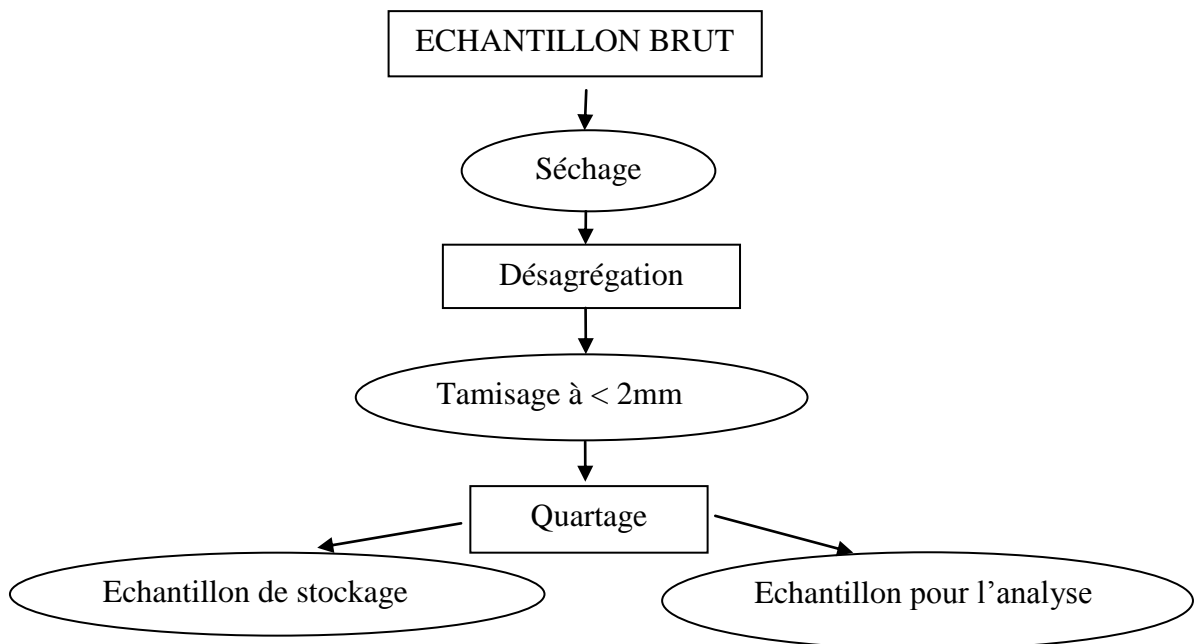 ECHANTILLON BRUT
Séchage
Désagrégation
Tamisage à < 2mm
Quartage
Echantillon de stockage
Echantillon pour l’analyse